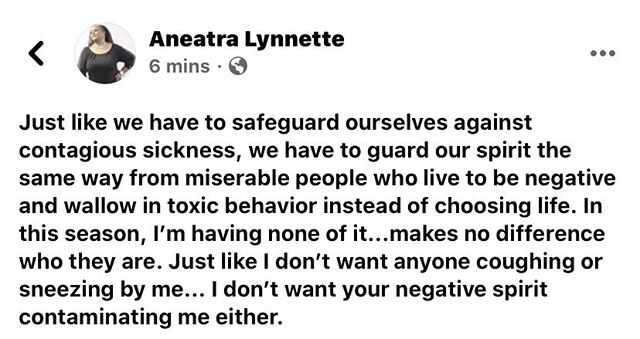 Aneatra Lynnette
6 mins ·
Just like we have to safeguard ourselves against
contagious sickness, we have to guard our spirit the
same way from miserable people who live to be negative
and wallow in toxic behavior instead of choosing life. In
this season, I’m having none of it...makes no difference
who they are. Just like I don’t want anyone coughing or
sneezing by me... I don’t want your negative spirit
contaminating me either.